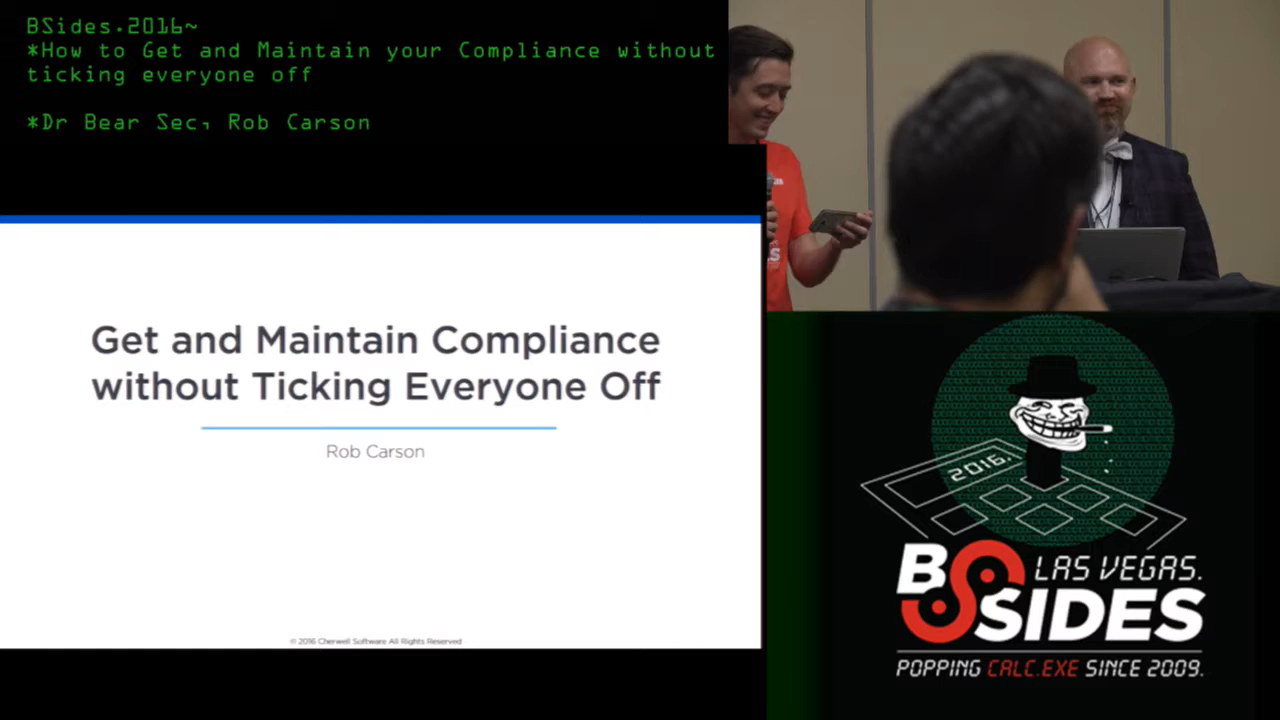 BSides.2016~
*How to Get and Maintain your Compliance without
ticking everyone off
*Dr Bear Sec, Rob Carson
Get and Maintain Compliance
without Ticking Everyone Off
Rob Carson
© 2016 Cherwell Software All Rights Reserved
2016.
BSIDES
LAS VEGAS.
POPPING CALC.EXE SINCE 2009.